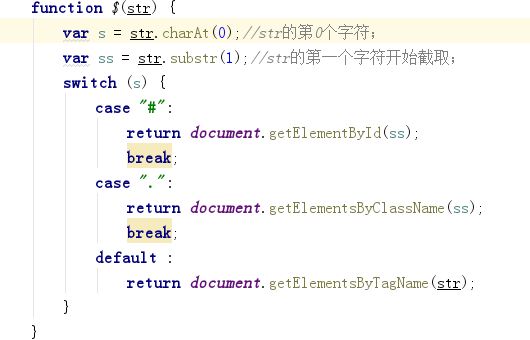 function $(str) {
var s = str.charAt(0);//str的第0个字符;
var ss = str.substr(1);//str的第一个字符开始截取;
switch (s) {
case "#":
return document.getElementById(ss);
break;
case ".":
return document.getElementsByClassName(ss);
break;
default :
return document.getElementsByTagName(str);
}
}